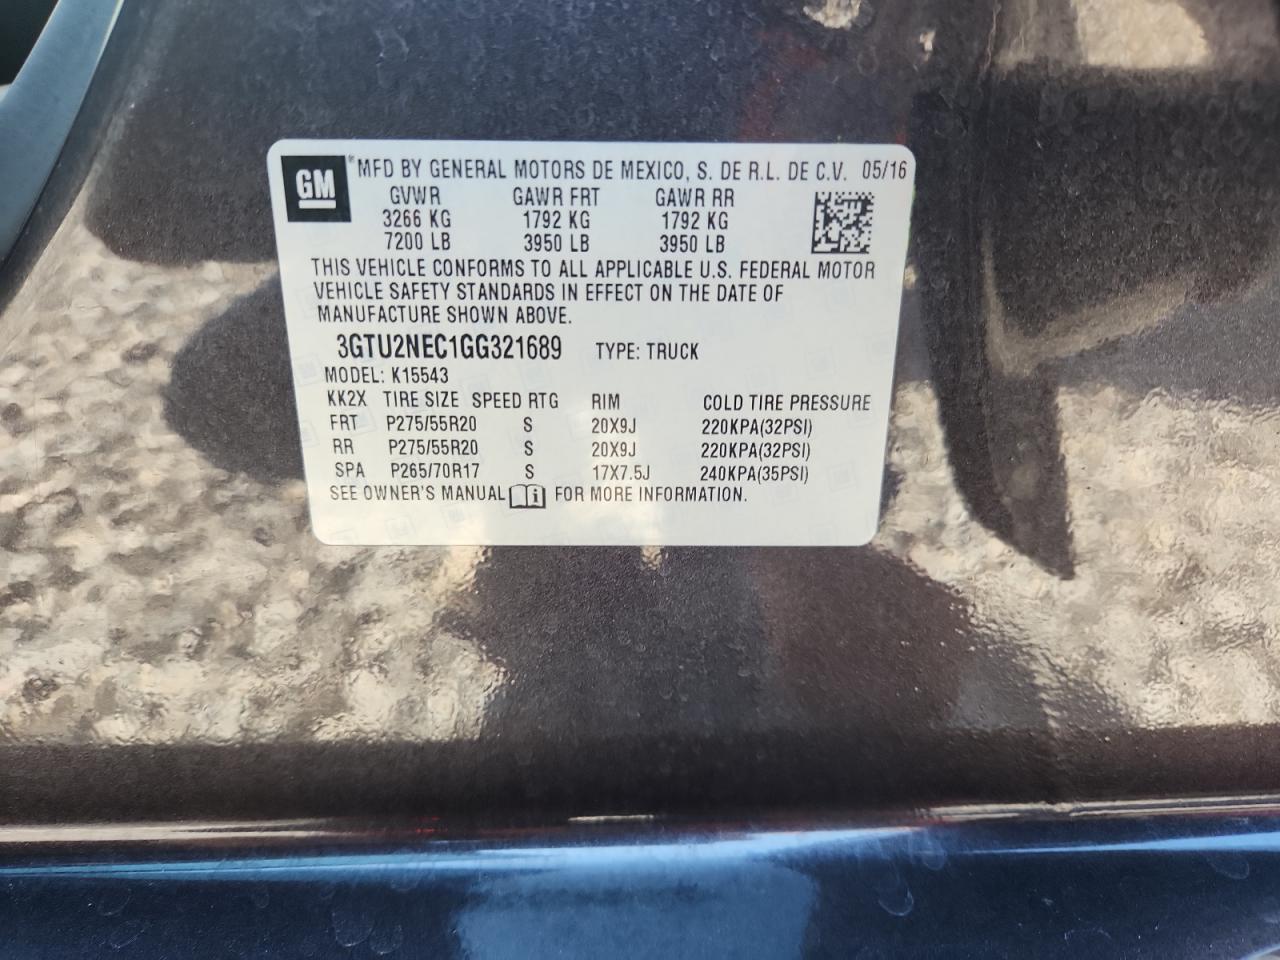 GM ® MFD BY GENERAL MOTORS DE MEXICO, S. DE R.L. DE C.V. 05/16
GVWR GAWR FRT GAWR RR
3266 KG 1792 KG 1792 KG
7200 LB 3950 LB 3950 LB
THIS VEHICLE CONFORMS TO ALL APPLICABLE U.S. FEDERAL MOTOR
VEHICLE SAFETY STANDARDS IN EFFECT ON THE DATE OF
MANUFACTURE SHOWN ABOVE.
3GTU2NEC1GG321689 TYPE: TRUCK
MODEL: K15543
KK2X TIRE SIZE SPEED RTG RIM COLD TIRE PRESSURE
FRT P275/55R20 S 20X9J 220KPA(32PSI)
RR P275/55R20 S 20X9J 220KPA(32PSI)
SPA P265/70R17 S 17X7.5J 240KPA(35PSI)
SEE OWNER'S MANUAL i FOR MORE INFORMATION.